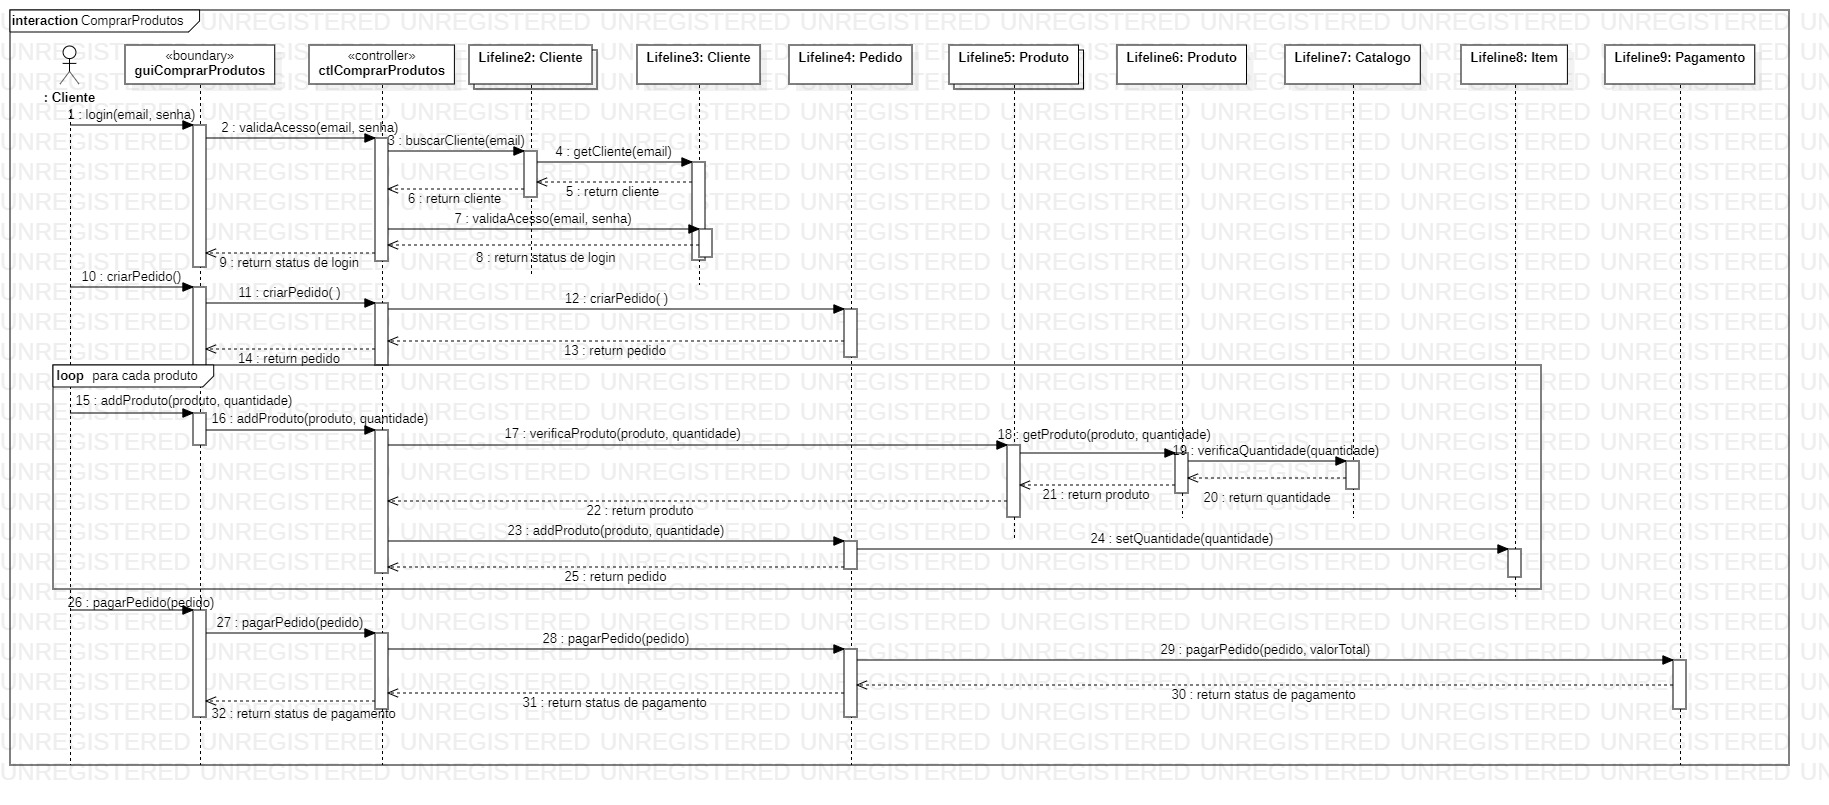 interaction ComprarProdutos
«boundary»
guiComprarProdutos
«controller»
ctlComprarProdutos
Lifeline2: Cliente
Lifeline3: Cliente
Lifeline4: Pedido
Lifeline5: Produto
Lifeline6: Produto
Lifeline7: Catalogo
Lifeline8: Item
Lifeline9: Pagamento
: Cliente
1 : login(email, senha)
2 : validaAcesso(email, senha)
3 : buscarCliente(email)
4 : getCliente(email)
5 : return cliente
6 : return cliente
7 : validaAcesso(email, senha)
8 : return status de login
9 : return status de login
10 : criarPedido()
11 : criarPedido( )
12 : criarPedido( )
13 : return pedido
14 : return pedido
loop para cada produto
15 : addProduto(produto, quantidade)
16 : addProduto(produto, quantidade)
17 : verificaProduto(produto, quantidade)
18 : getProduto(produto, quantidade)
19 : verificaQuantidade(quantidade)
20 : return quantidade
21 : return produto
22 : return produto
23 : addProduto(produto, quantidade)
24 : setQuantidade(quantidade)
25 : return pedido
26 : pagarPedido(pedido)
27 : pagarPedido(pedido)
28 : pagarPedido(pedido)
29 : pagarPedido(pedido, valorTotal)
30 : return status de pagamento
31 : return status de pagamento
32 : return status de pagamento
UNREGISTERED